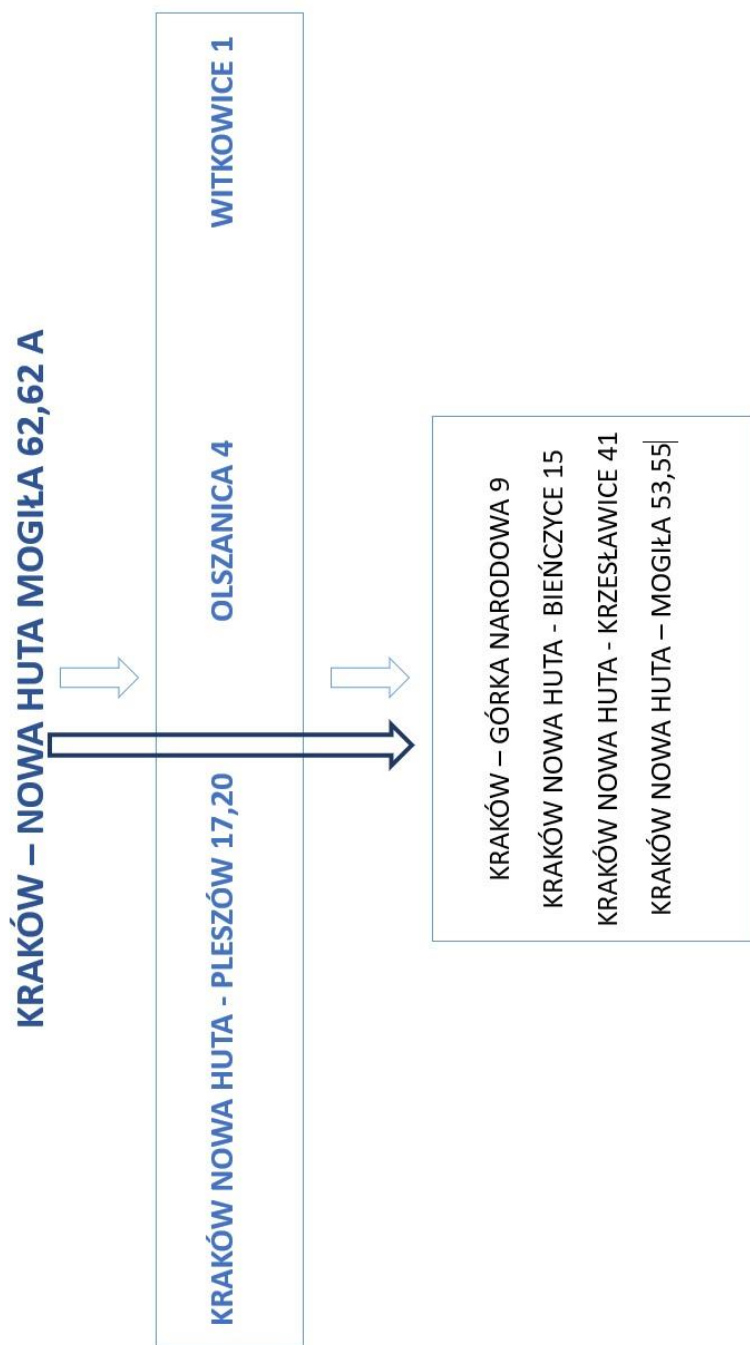 KRAKÓW – NOWA HUTA MOGIŁA 62,62 A
KRAKÓW NOWA HUTA - PLESZÓW 17,20
OLSZANICA 4
WITKOWICE 1
KRAKÓW – GÓRKA NARODOWA 9
KRAKÓW NOWA HUTA - BIEŃCZYCE 15
KRAKÓW NOWA HUTA - KRZESŁAWICE 41
KRAKÓW NOWA HUTA – MOGIŁA 53,55